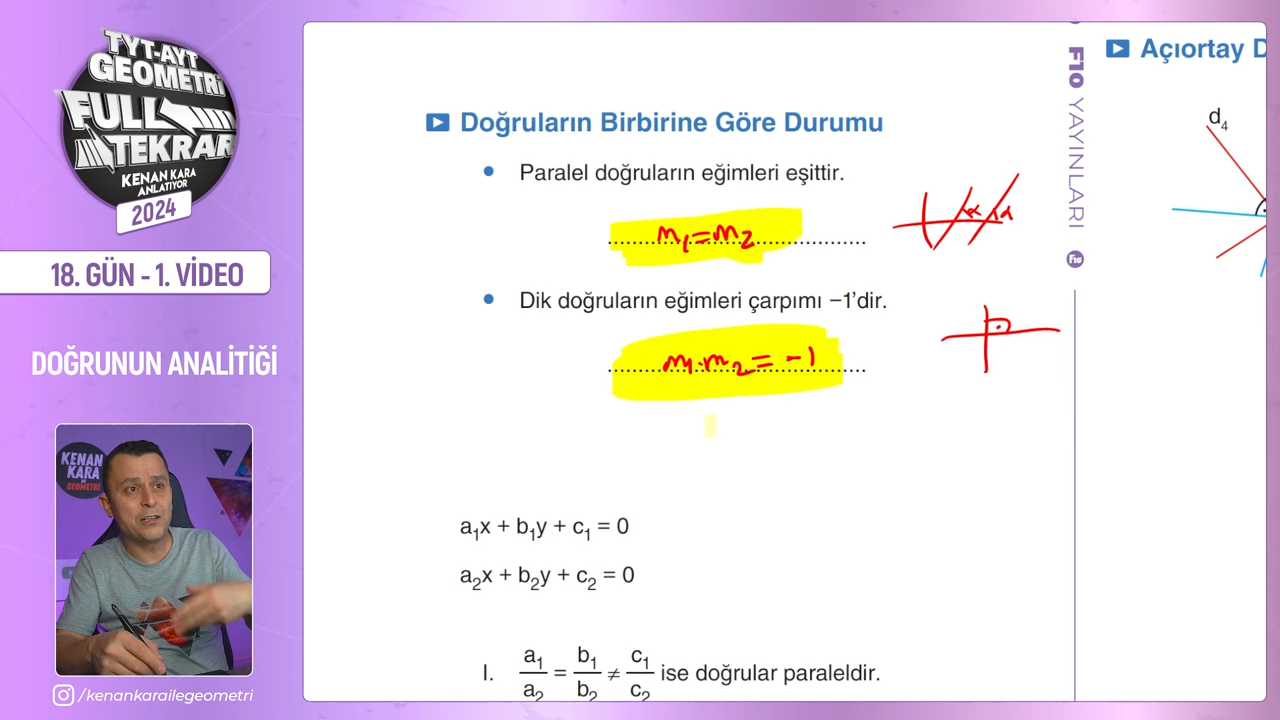 TYT-AYT
GEOMETRİ
FULL
TEKRAR
KENAN KARA
ANLATIYOR
2024
18. GÜN - 1. VİDEO
DOĞRUNUN ANALİTİĞİ
KENAN
KARA
ile
GEOMETRİ
/kenankarailegeometri
Doğruların Birbirine Göre Durumu
• Paralel doğruların eğimleri eşittir.
m₁ = m₂
α α
• Dik doğruların eğimleri çarpımı −1'dir.
m₁.m₂ = -1
a₁x + b₁y + c₁ = 0
a₂x + b₂y + c₂ = 0
I. a₁/a₂ = b₁/b₂ ≠ c₁/c₂ ise doğrular paraleldir.
F10 YAYINLARI
F10
Açıortay D
d₄